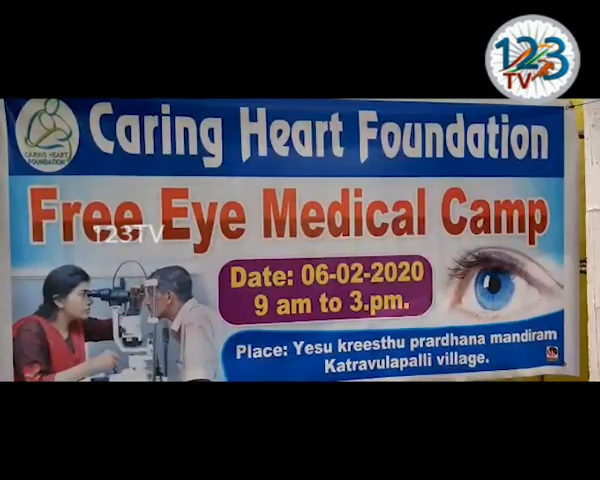 123
TV
CARING HEART
FOUNDATION
Caring Heart Foundation
Free Eye Medical Camp
123TV
Date: 06-02-2020
9 am to 3.pm.
Place: Yesu kreesthu prardhana mandiram
Katravulapalli village.